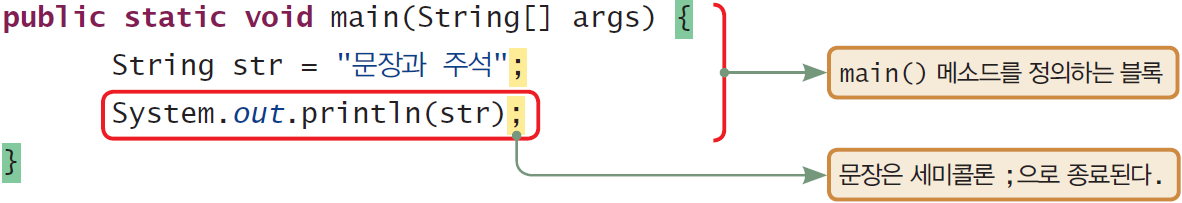 public static void main(String[] args) {
String str = "문장과 주석";
System.out.println(str);
}
main() 메소드를 정의하는 블록
문장은 세미콜론 ;으로 종료된다.